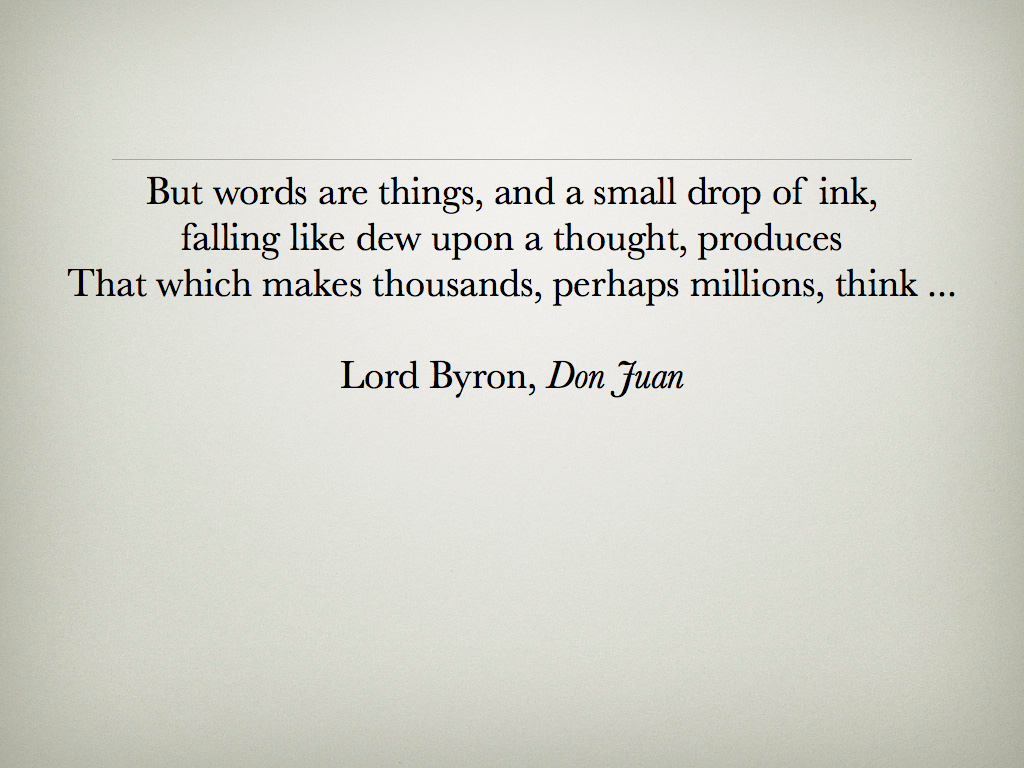 But words are things, and a small drop of ink,
falling like dew upon a thought, produces
That which makes thousands, perhaps millions, think ...
Lord Byron, Don Juan